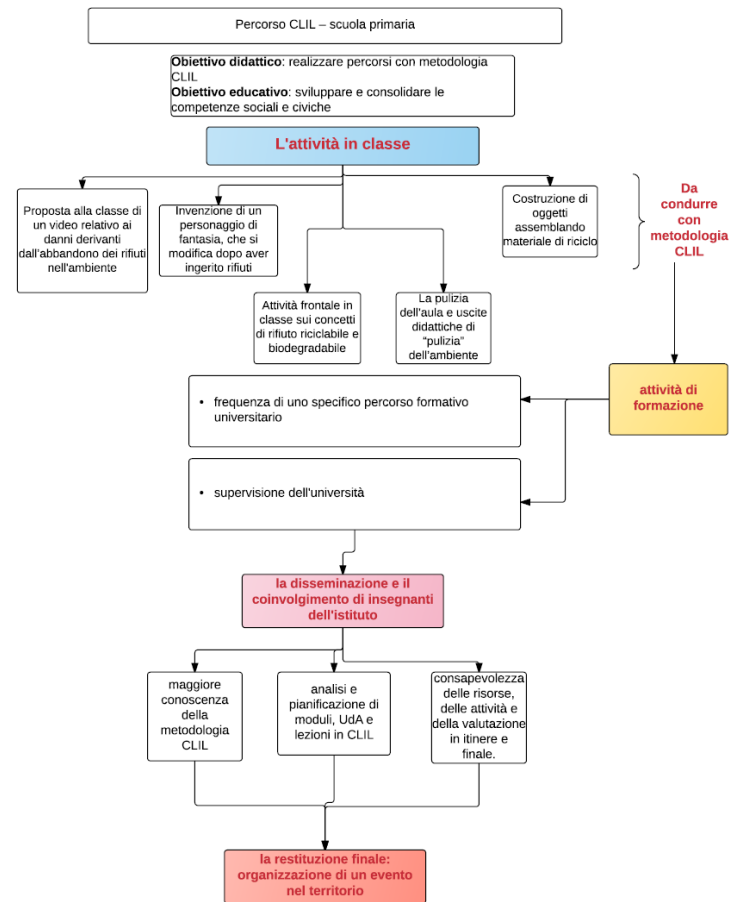 Percorso CLIL – scuola primaria
Obiettivo didattico: realizzare percorsi con metodologia
CLIL
Obiettivo educativo: sviluppare e consolidare le
competenze sociali e civiche
L'attività in classe
Proposta alla classe di
un video relativo ai
danni derivanti
dall'abbandono dei rifiuti
nell'ambiente
Invenzione di un
personaggio di
fantasia, che si
modifica dopo aver
ingerito rifiuti
Costruzione di
oggetti
assemblando
materiale di riciclo
Da
condurre
con
metodologia
CLIL
Attività frontale in
classe sui concetti
di rifiuto riciclabile e
biodegradabile
La pulizia
dell'aula e uscite
didattiche di
“pulizia”
dell'ambiente
attività di
formazione
• frequenza di uno specifico percorso formativo
universitario
• supervisione dell'università
la disseminazione e il
coinvolgimento di insegnanti
dell'istituto
maggiore
conoscenza
della
metodologia
CLIL
analisi e
pianificazione di
moduli, UdA e
lezioni in CLIL
consapevolezza
delle risorse,
delle attività e
della valutazione
in itinere e
finale.
la restituzione finale:
organizzazione di un evento
nel territorio